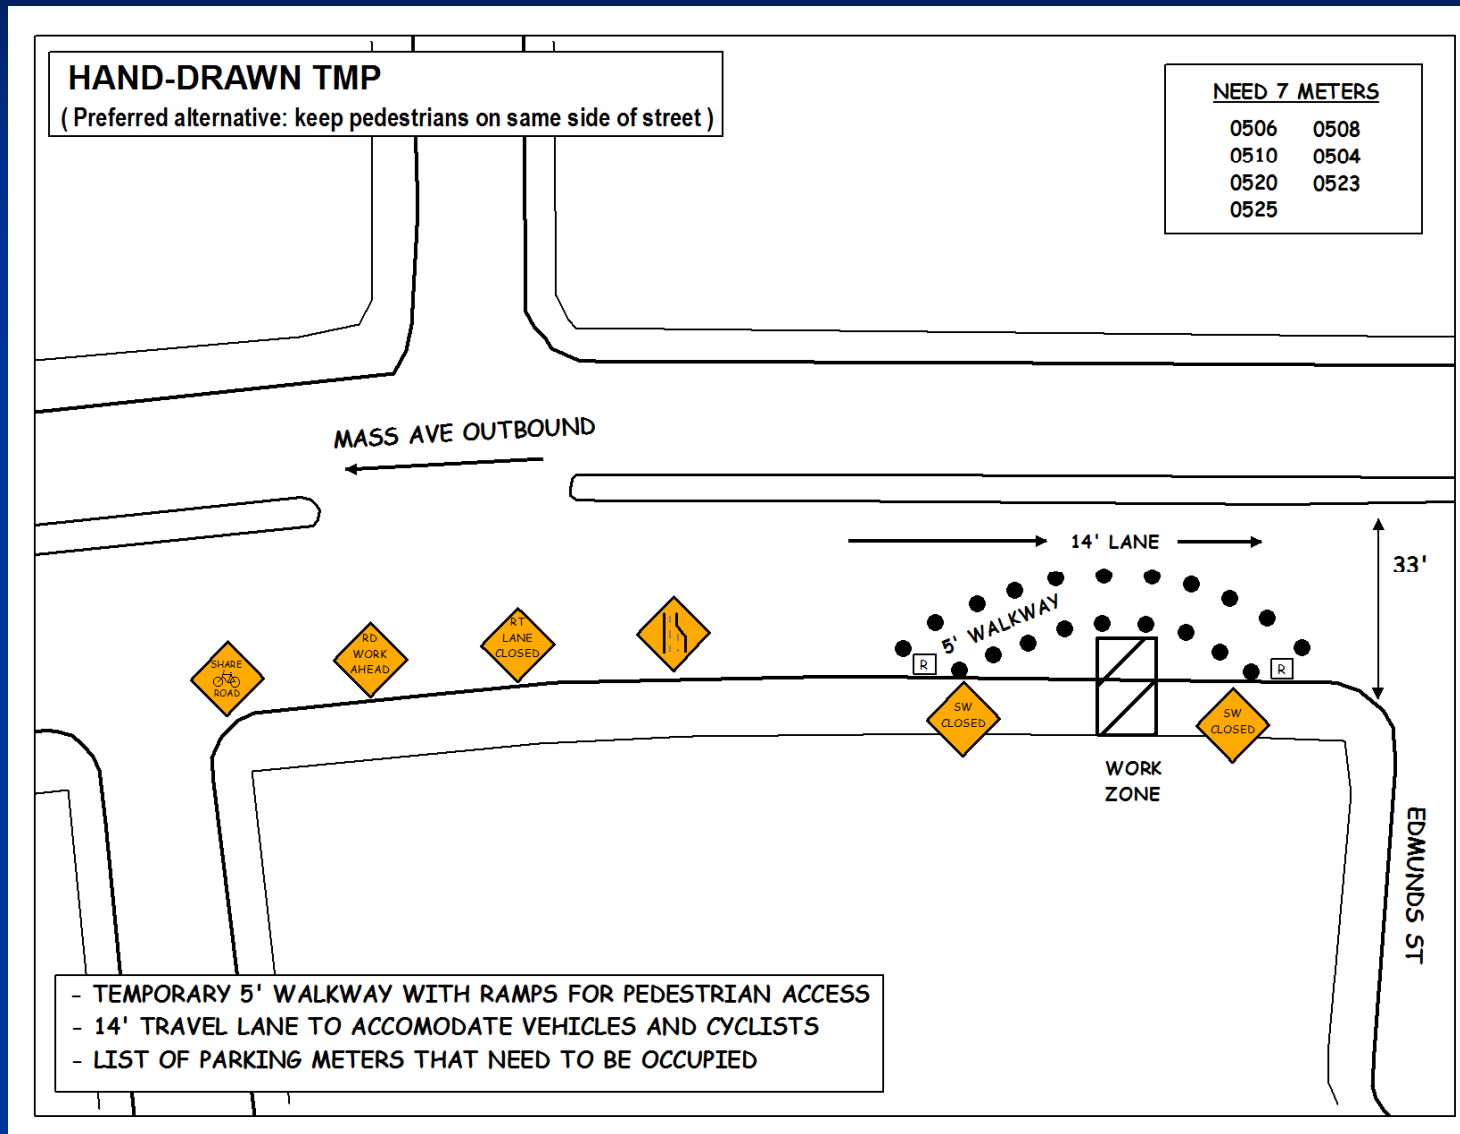 HAND-DRAWN TMP
( Preferred alternative: keep pedestrians on same side of street )
NEED 7 METERS
0506 0508
0510 0504
0520 0523
0525
MASS AVE OUTBOUND
14' LANE
33'
5' WALKWAY
SHARE
ROAD
RD
WORK
AHEAD
RT
LANE
CLOSED
R
R
SW
CLOSED
SW
CLOSED
WORK
ZONE
EDMUNDS ST
- TEMPORARY 5' WALKWAY WITH RAMPS FOR PEDESTRIAN ACCESS
- 14' TRAVEL LANE TO ACCOMODATE VEHICLES AND CYCLISTS
- LIST OF PARKING METERS THAT NEED TO BE OCCUPIED